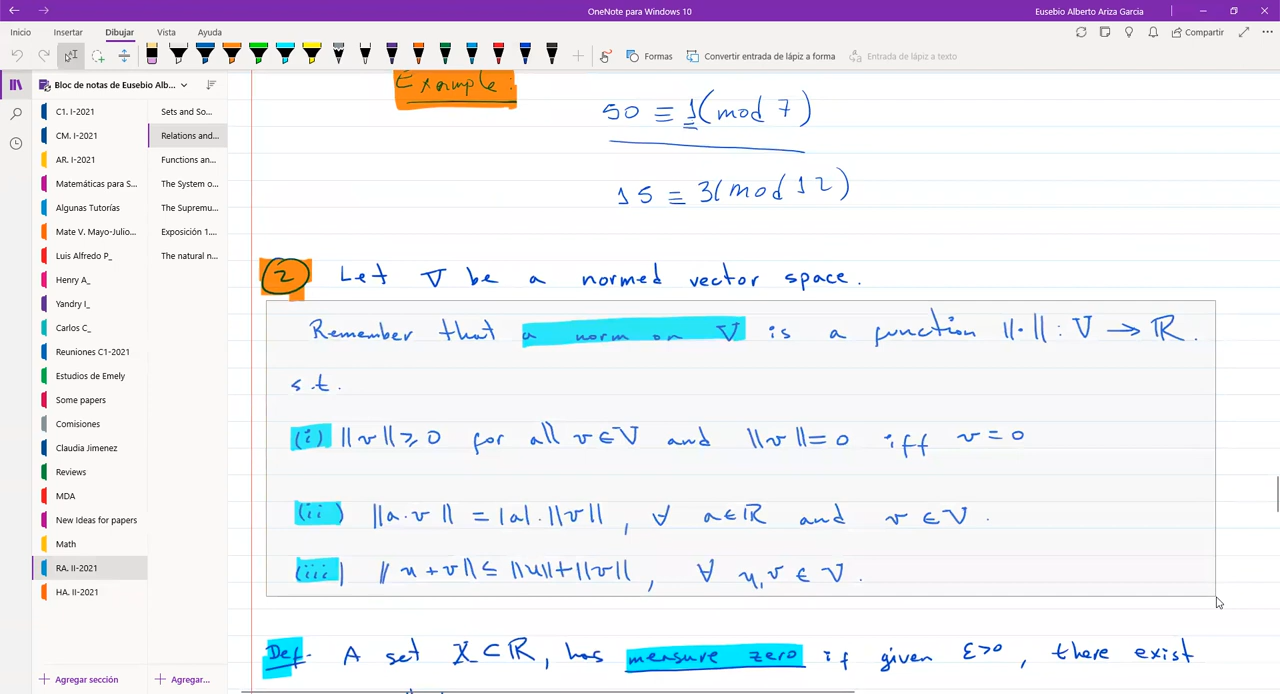 OneNote para Windows 10
Eusebio Alberto Ariza Garcia
Inicio Insertar Dibujar Vista Ayuda
Compartir
Formas Convertir entrada de lápiz a forma Entrada de lápiz a texto
Bloc de notas de Eusebio Alb...
C1. I-2021
CM. I-2021
AR. I-2021
Matemáticas para S...
Algunas Tutorías
Mate V. Mayo-Julio...
Luis Alfredo P_
Henry A_
Yandry I_
Carlos C_
Reuniones C1-2021
Estudios de Emely
Some papers
Comisiones
Claudia Jimenez
Reviews
MDA
New Ideas for papers
Math
RA. II-2021
HA. II-2021
Agregar sección
Sets and So...
Relations and...
Functions an...
The System o...
The Supremu...
Exposición 1....
The natural n...
Agregar...
Example:
50 ≡ 1(mod 7)
15 ≡ 3(mod 12)
2 Let V be a normed vector space.
Remember that a norm on V is a function ||·||: V → ℝ.
s.t.
(i) ||v|| ⩾ 0 for all v ∈ V and ||v|| = 0 iff v = 0
(ii) ||a·v|| = |a|·||v||, ∀ a ∈ ℝ and v ∈ V.
(iii) ||u + v|| ≤ ||u|| + ||v||, ∀ u, v ∈ V.
Def. A set X ⊂ ℝ, has measure zero if given ε>0, there exist